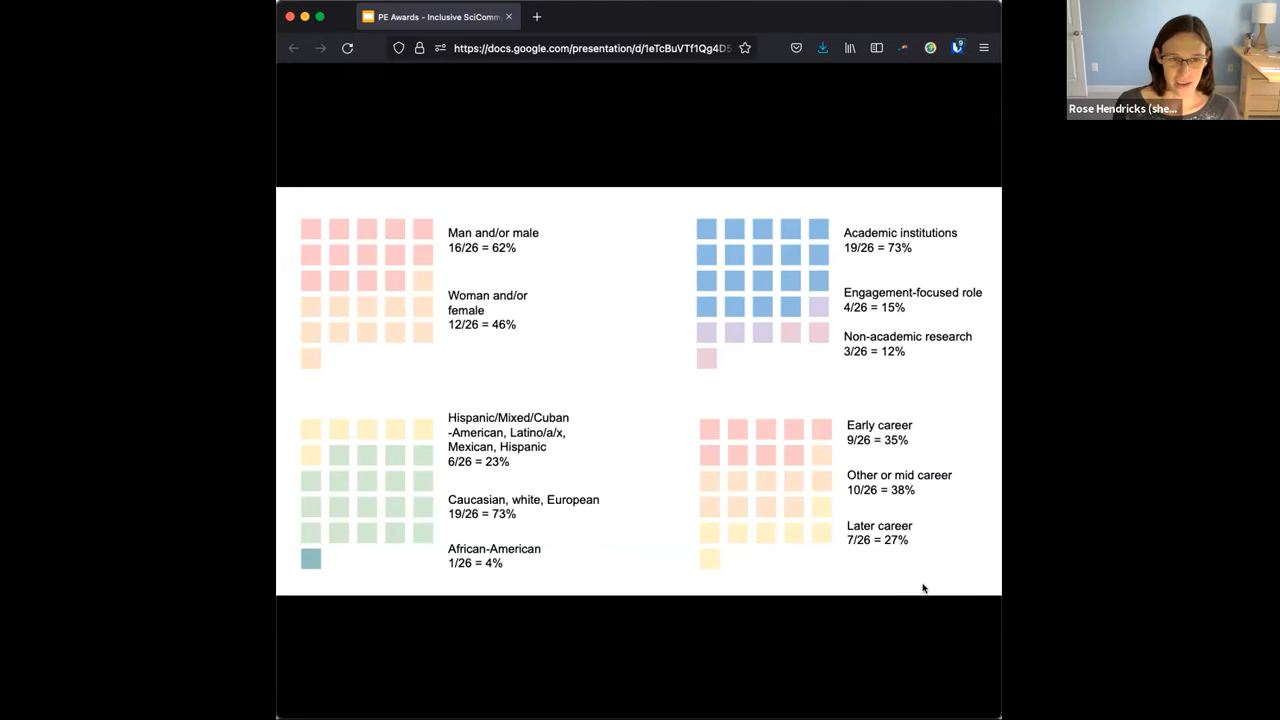 PE Awards - Inclusive SciComm
https://docs.google.com/presentation/d/1eTcBuVTf1Qg4D5
9
Rose Hendricks (she...
Man and/or male
16/26 = 62%
Woman and/or
female
12/26 = 46%
Academic institutions
19/26 = 73%
Engagement-focused role
4/26 = 15%
Non-academic research
3/26 = 12%
Hispanic/Mixed/Cuban
-American, Latino/a/x,
Mexican, Hispanic
6/26 = 23%
Caucasian, white, European
19/26 = 73%
African-American
1/26 = 4%
Early career
9/26 = 35%
Other or mid career
10/26 = 38%
Later career
7/26 = 27%